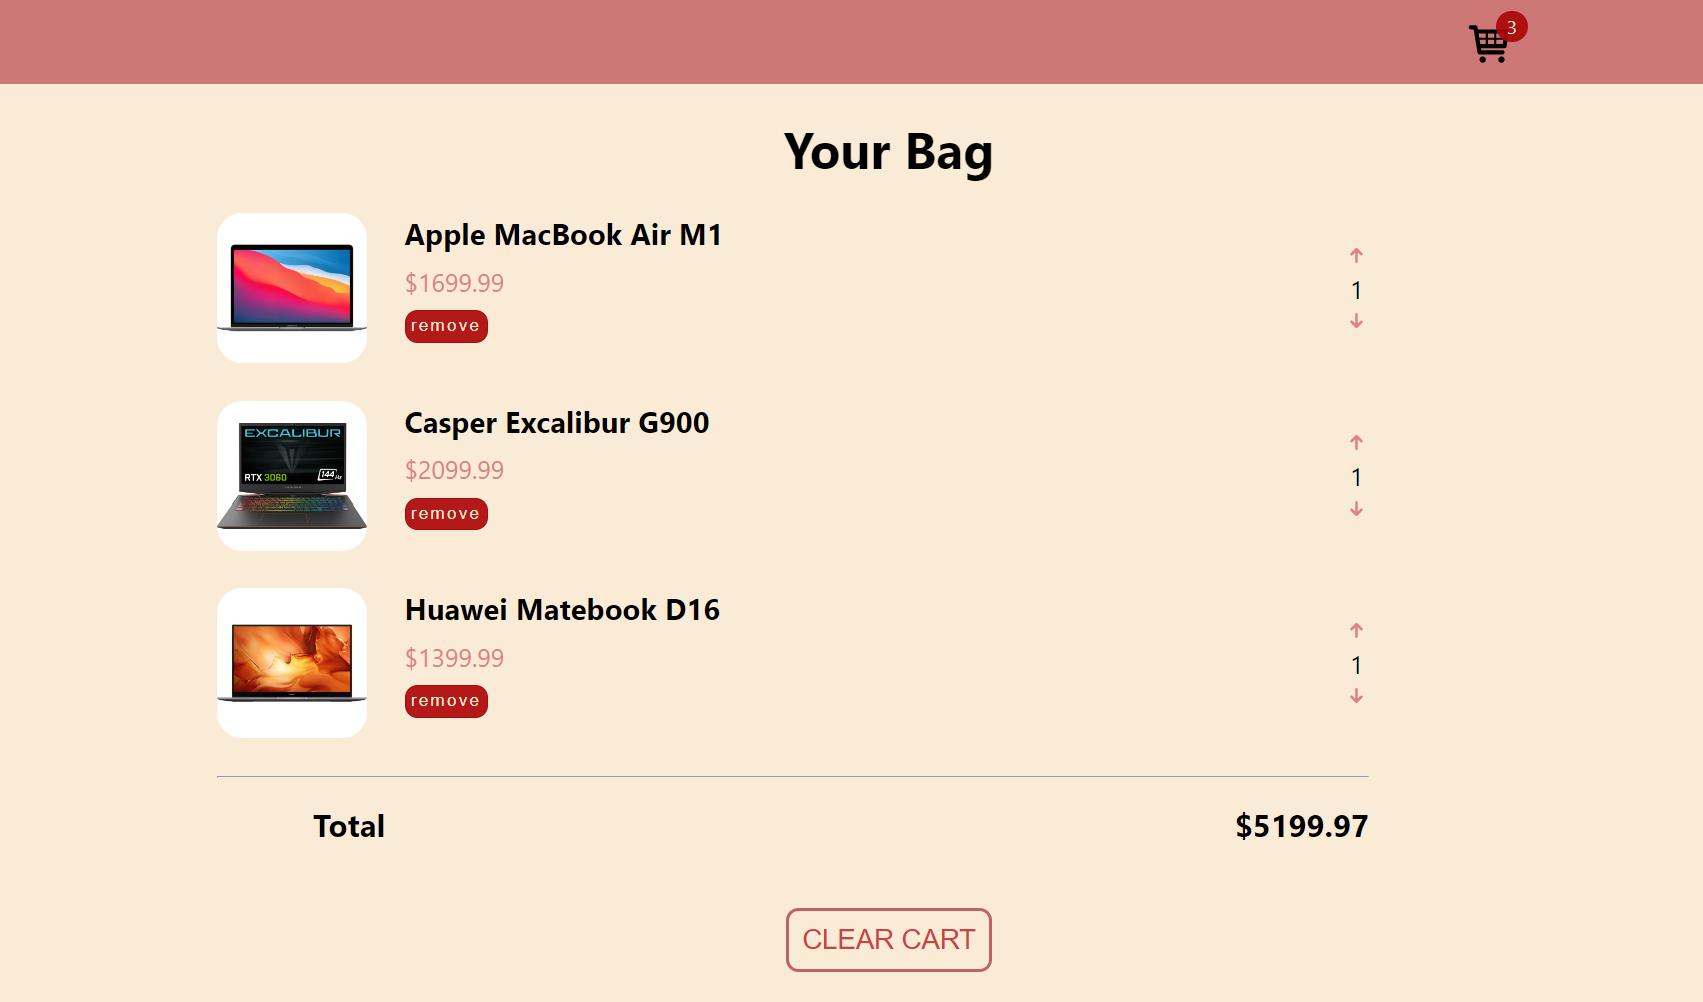 3
Your Bag
Apple MacBook Air M1
$1699.99
remove
1
EXCALIBUR
RTX 3060
144 Hz
Casper Excalibur G900
$2099.99
remove
1
Huawei Matebook D16
$1399.99
remove
1
Total
$5199.97
CLEAR CART